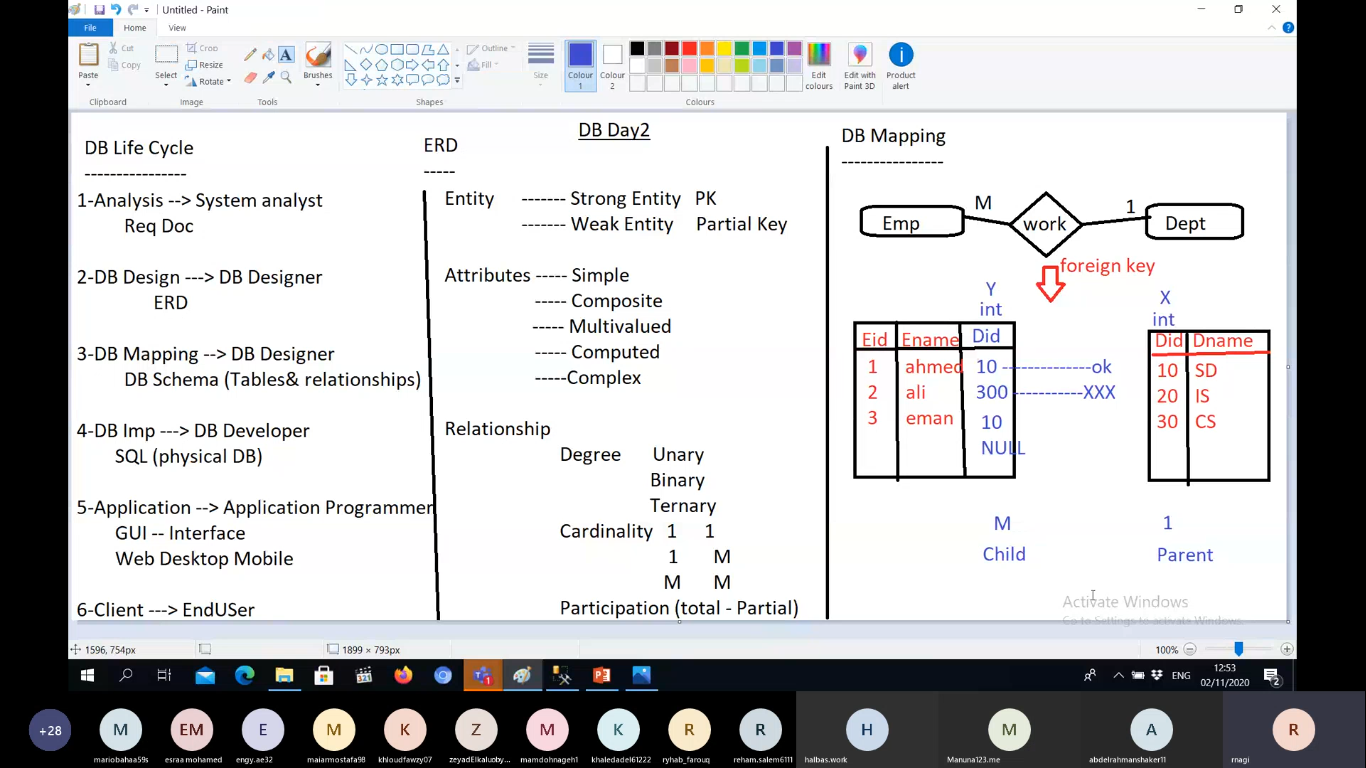 Untitled - Paint
File
Home
View
Paste
Cut
Copy
Clipboard
Select
Crop
Resize
Rotate
Image
A
Tools
Brushes
Outline
Fill
Shapes
Size
Colour 1
Colour 2
Edit colours
Edit with Paint 3D
Product alert
Colours
DB Day2
DB Life Cycle
----------------
1-Analysis --> System analyst
Req Doc
2-DB Design ---> DB Designer
ERD
3-DB Mapping --> DB Designer
DB Schema (Tables& relationships)
4-DB Imp ---> DB Developer
SQL (physical DB)
5-Application --> Application Programmer
GUI -- Interface
Web Desktop Mobile
6-Client ---> EndUSer
ERD
-----
Entity ------- Strong Entity PK
------- Weak Entity Partial Key
Attributes ----- Simple
----- Composite
----- Multivalued
----- Computed
-----Complex
Relationship
Degree Unary
Binary
Ternary
Cardinality 1 1
1 M
M M
Participation (total - Partial)
DB Mapping
----------------
M 1
Emp work Dept
foreign key
Y X
int int
Eid Ename Did
1 ahmed 10 --------------ok
2 ali 300 -----------XXX
3 eman 10
NULL
Did Dname
10 SD
20 IS
30 CS
M 1
Child Parent
Activate Windows
Go to Settings to activate Windows.
1596, 754px
1899 × 793px
100%
ENG
12:53
02/11/2020
2
+28
M
mariobahaa59s
EM
esraa mohamed
E
engy.ae32
M
maiarmostafa98
K
khloudfawzy07
Z
M
mamdohnageh1
K
khaledadel61222
R
ryhab_farouq
R
reham.salem6111
H
halbas.work
M
Manuna123.me
A
abdelrahmanshaker11
R
rnagi